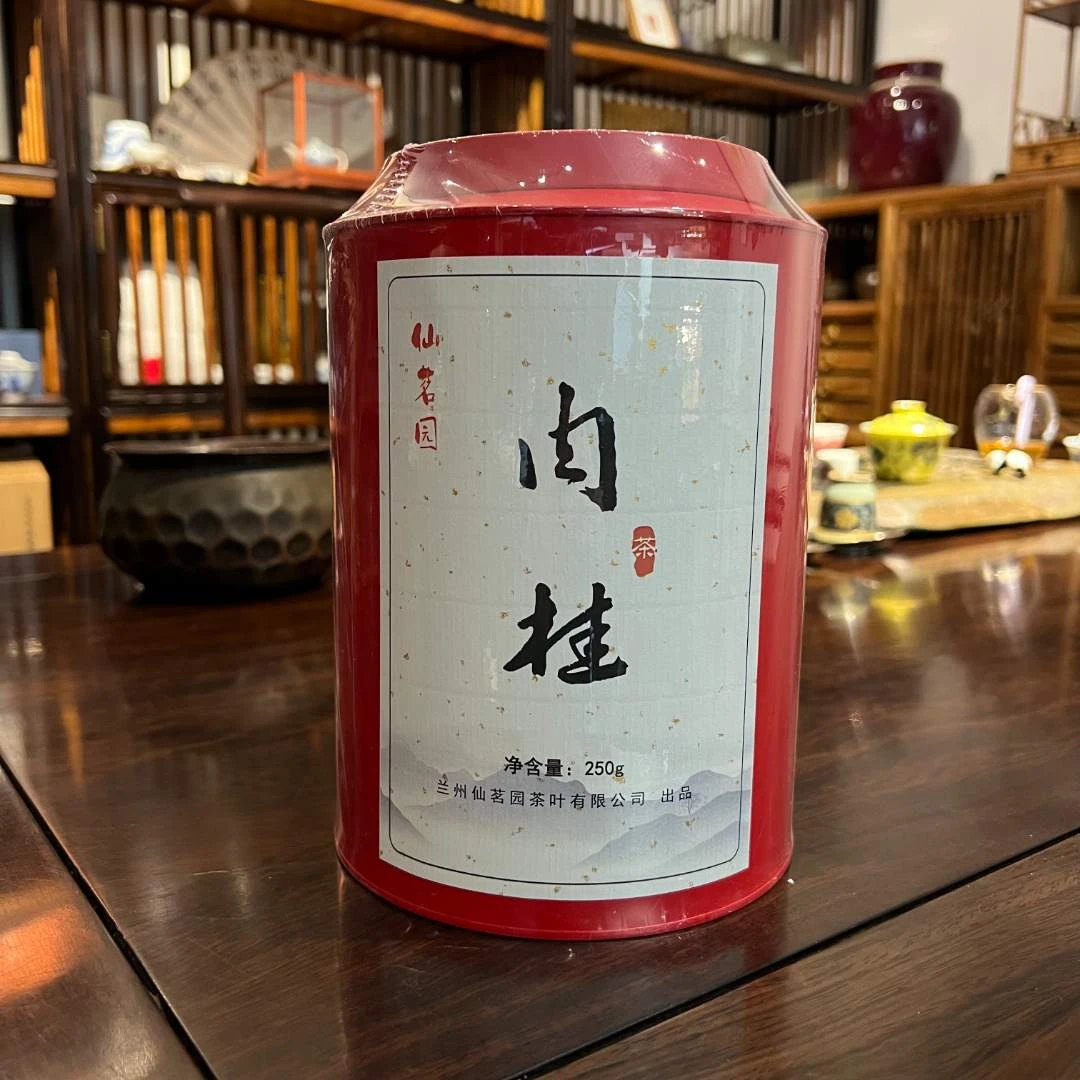 仙茗园
肉桂
茶
净含量：250g
兰州仙茗园茶叶有限公司 出品